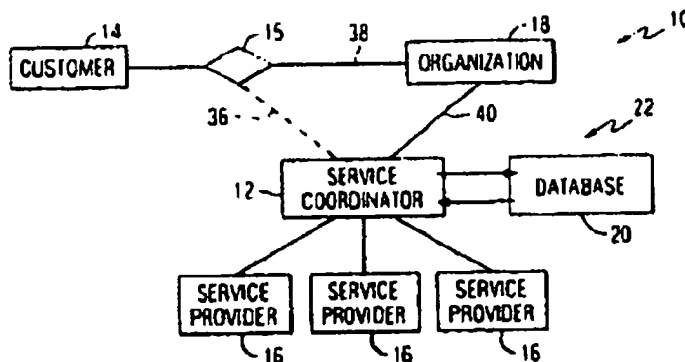 14
15
38
18
10
CUSTOMER
ORGANIZATION
36
40
22
12
SERVICE
COORDINATOR
DATABASE
20
SERVICE
PROVIDER
SERVICE
PROVIDER
SERVICE
PROVIDER
16
16
16